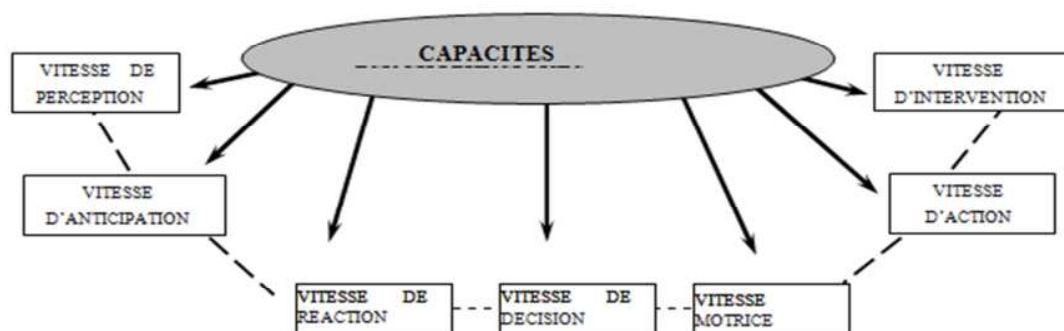 CAPACITES
VITESSE DE
PERCEPTION
VITESSE
D'INTERVENTION
VITESSE
D'ANTICIPATION
VITESSE
D'ACTION
VITESSE DE
REACTION
VITESSE DE
DECISION
VITESSE
MOTRICE